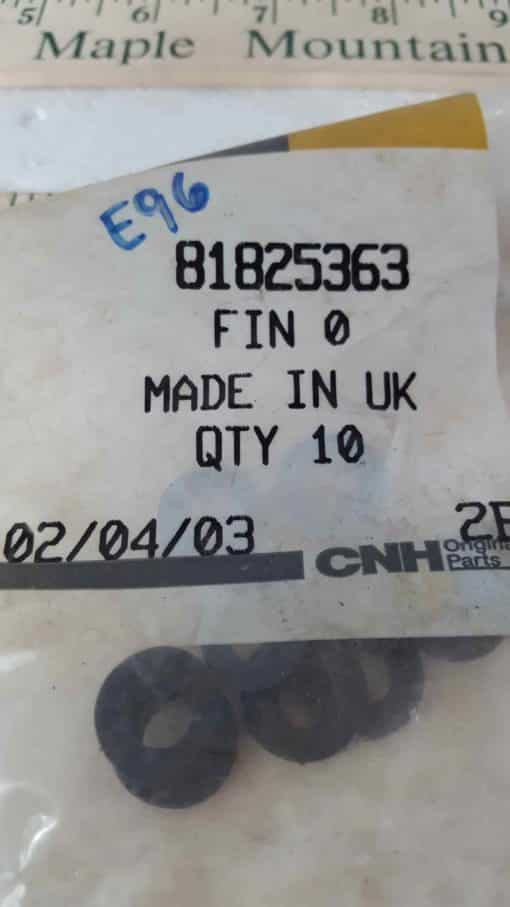 5 6 7 8 9
Maple Mountain
E96
81825363
FIN 0
MADE IN UK
QTY 10
02/04/03
CNH
Parts